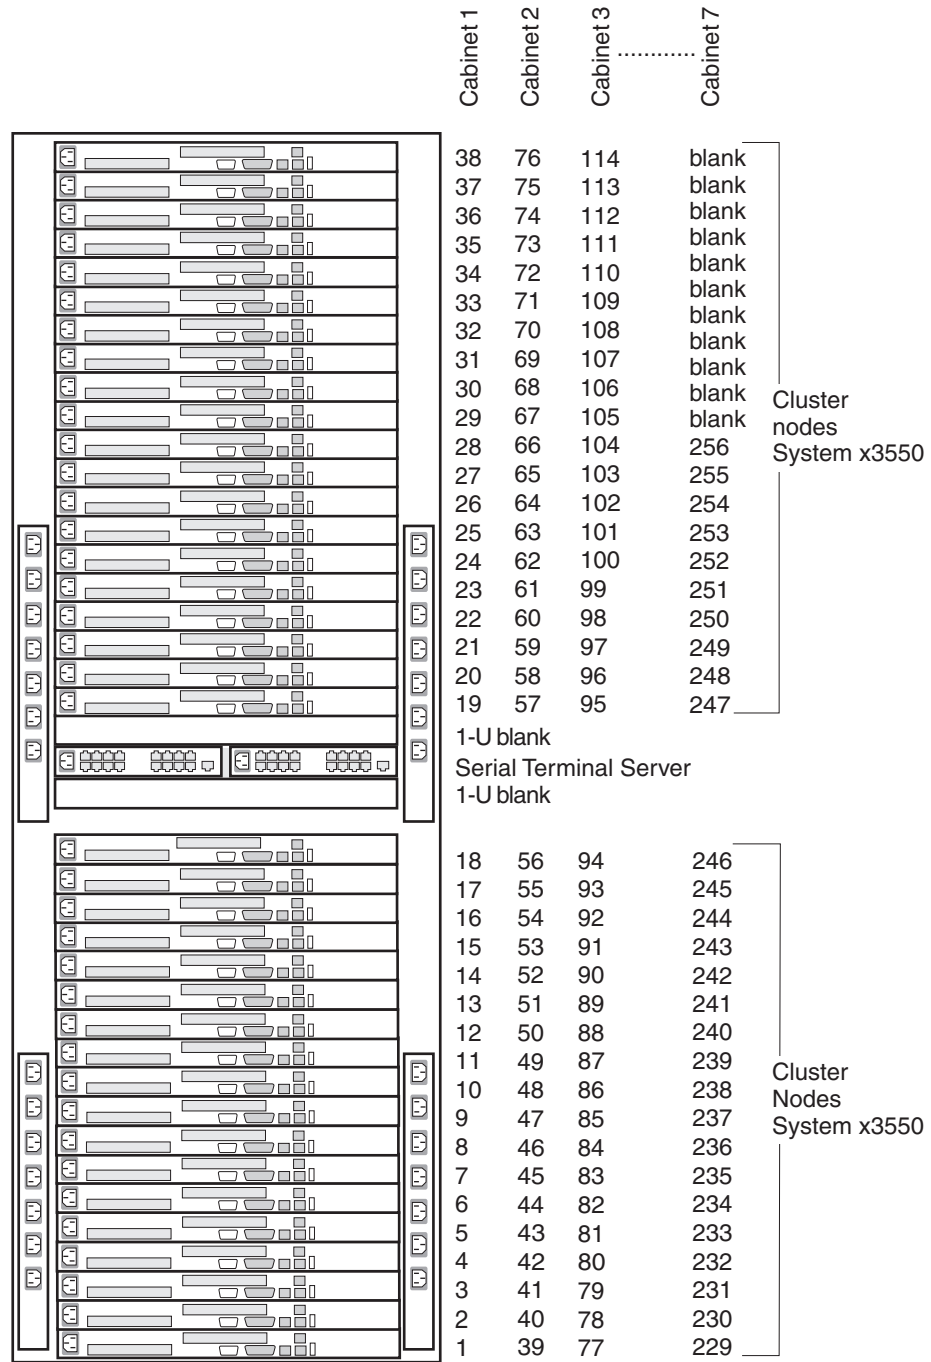 Cabinet 1 Cabinet 2 Cabinet 3 ............ Cabinet 7
38 76 114 blank
37 75 113 blank
36 74 112 blank
35 73 111 blank
34 72 110 blank
33 71 109 blank
blank
32 70 108 blank
31 69 107 blank
30 68 106 blank
29 67 105 blank
28 66 104 256
27 65 103 255
26 64 102 254
25 63 101 253
24 62 100 252
23 61 99 251
22 60 98 250
21 59 97 249
20 58 96 248
19 57 95 247
Cluster
nodes
System x3550
1-U blank
Serial Terminal Server
1-U blank
18 56 94 246
17 55 93 245
16 54 92 244
15 53 91 243
14 52 90 242
13 51 89 241
12 50 88 240
11 49 87 239
10 48 86 238
9 47 85 237
8 46 84 236
7 45 83 235
6 44 82 234
5 43 81 233
4 42 80 232
3 41 79 231
2 40 78 230
1 39 77 229
Cluster
Nodes
System x3550